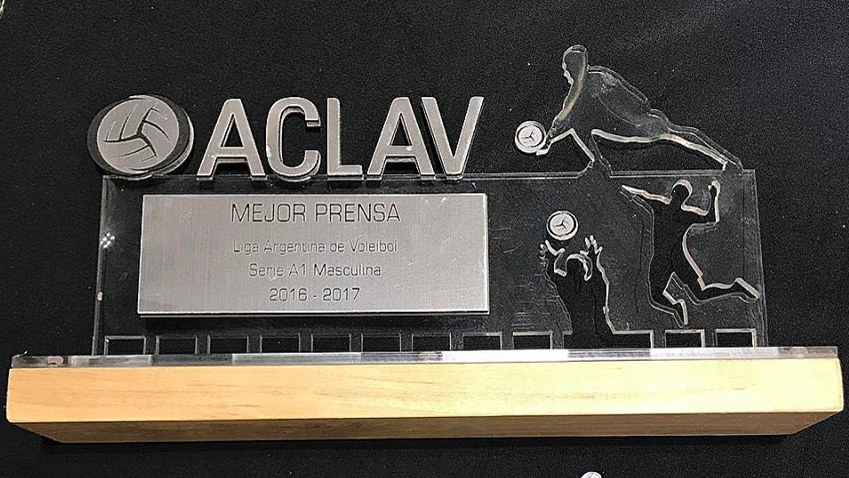 ACLAV
MEJOR PRENSA
Liga Argentina de Voleibol
Serie A1 Masculina
2016 - 2017